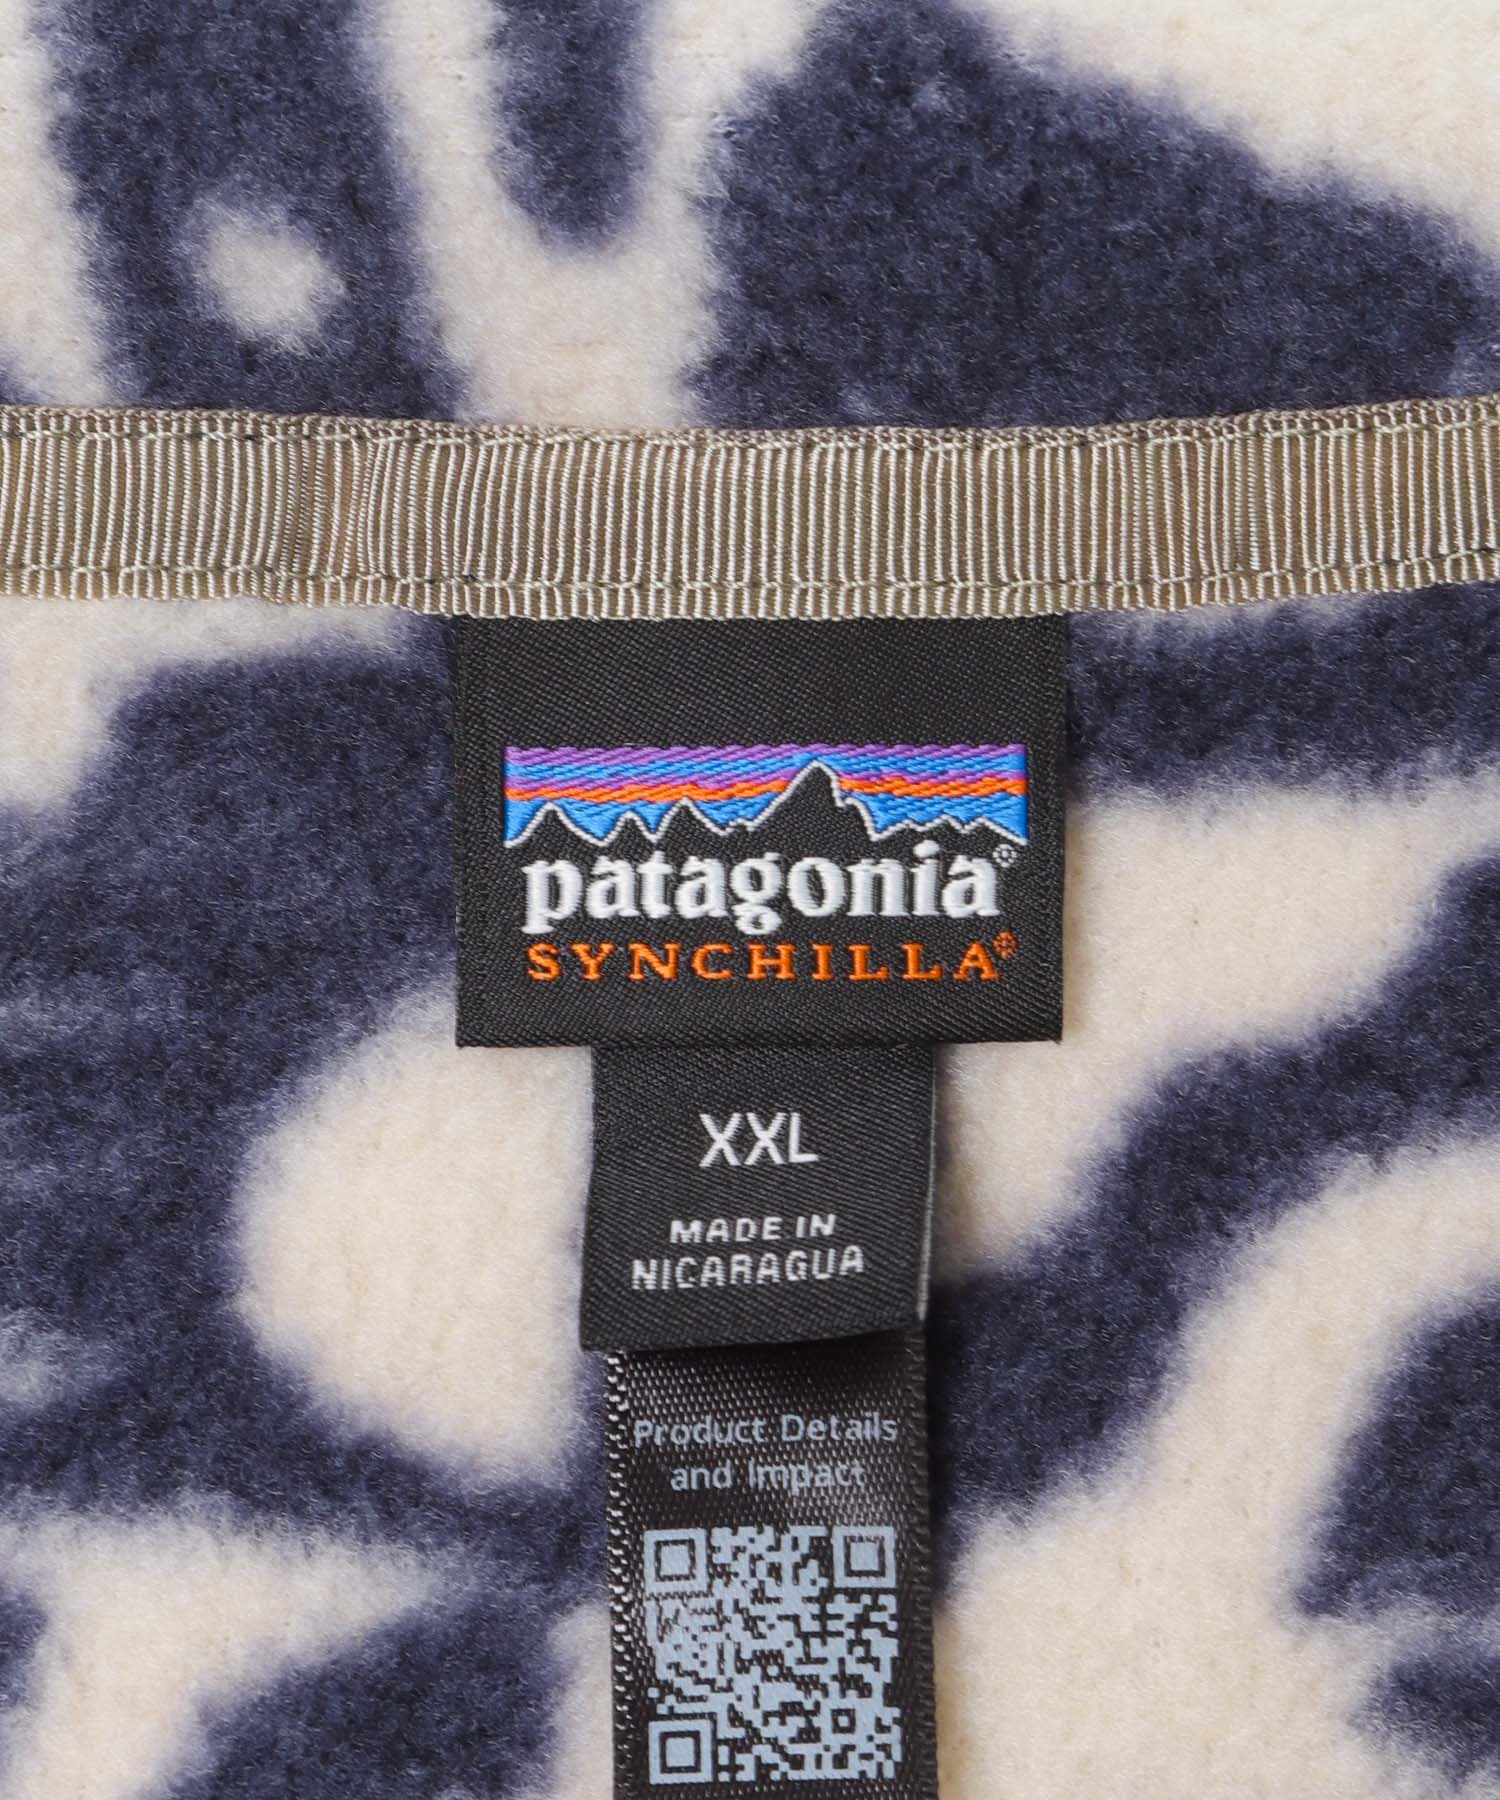 patagonia®
SYNCHILLA®
XXL
MADE IN
NICARAGUA
Product Details
and Impact